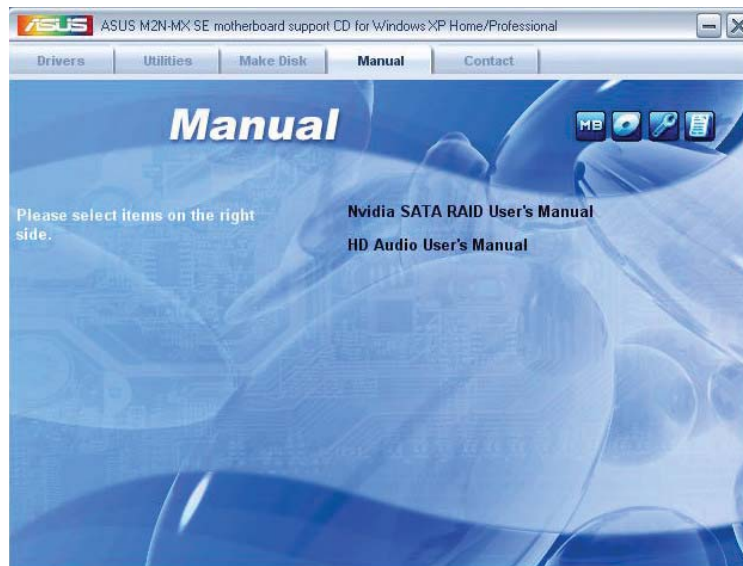 ASUS ASUS M2N-MX SE motherboard support CD for Windows XP Home/Professional
Drivers Utilities Make Disk Manual Contact
Manual
MB
Please select items on the right
side.
Nvidia SATA RAID User's Manual
HD Audio User's Manual